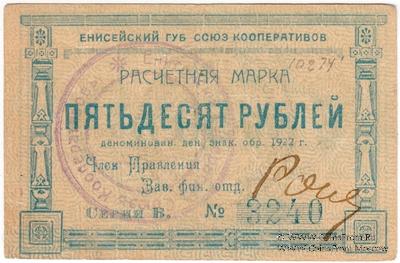 ЕНИСЕЙСКИЙ ГУБ СОЮЗ КООПЕРАТИВОВ
РАСЧЕТНАЯ МАРКА
ПЯТЬДЕСЯТ РУБЛЕЙ
деноминован. ден. знак. обр. 1922 г.
Член Правления
Зав. фин. отд.
Серия В. № 3240